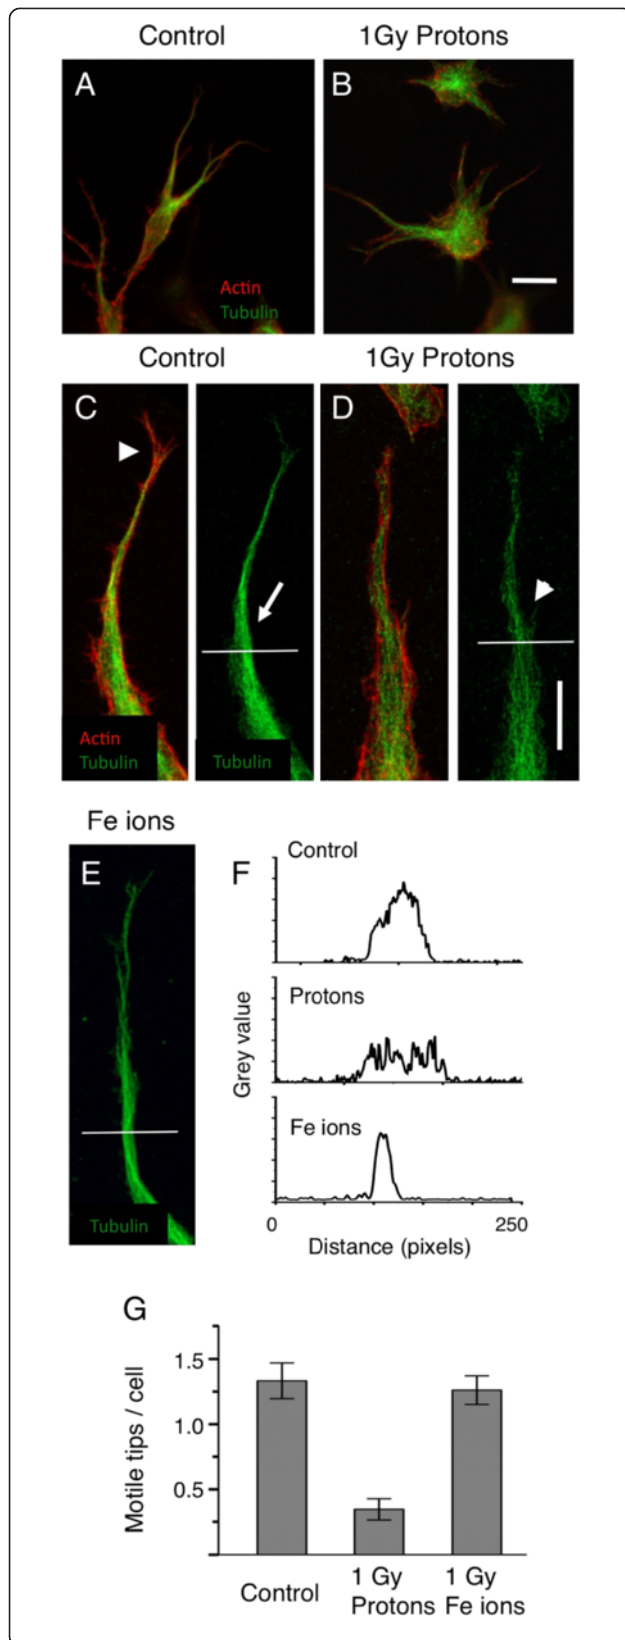 Control
1Gy Protons
A
B
Actin
Tubulin
Control
1Gy Protons
C
D
Actin
Tubulin
Tubulin
Fe ions
E
Tubulin
F
Control
Protons
Fe ions
Grey value
0
250
Distance (pixels)
G
1.5
1.0
0.5
Motile tips / cell
Control
1 Gy
Protons
1 Gy
Fe ions